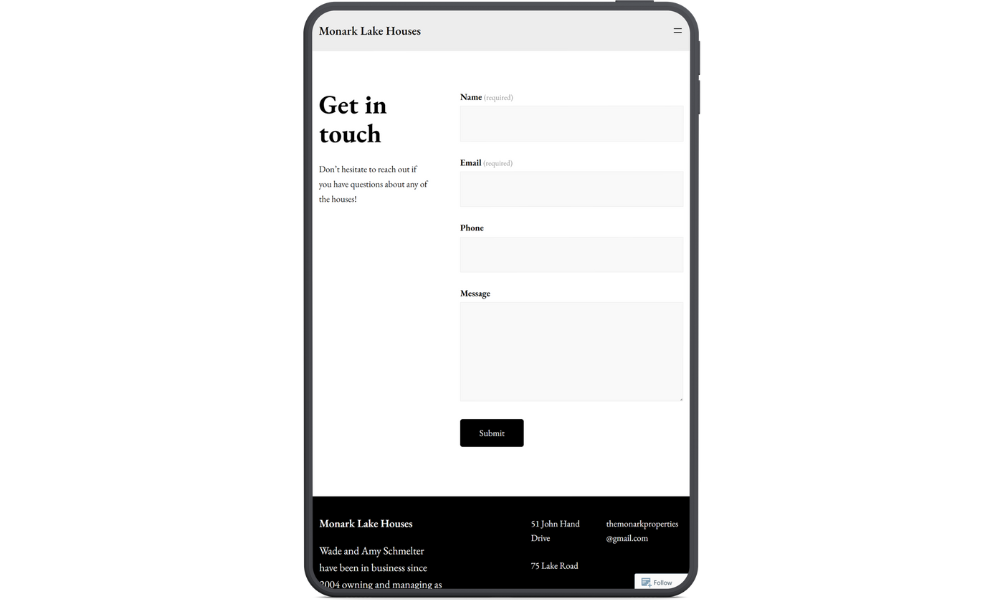 Monark Lake Houses
Get in
touch
Don't hesitate to reach out if
you have questions about any of
the houses!
Name (required)
Email (required)
Phone
Message
Submit
Monark Lake Houses
Wade and Amy Schmelter
have been in business since
2004 owning and managing as
51 John Hand
Drive
75 Lake Road
themonarkproperties
@gmail.com
Follow